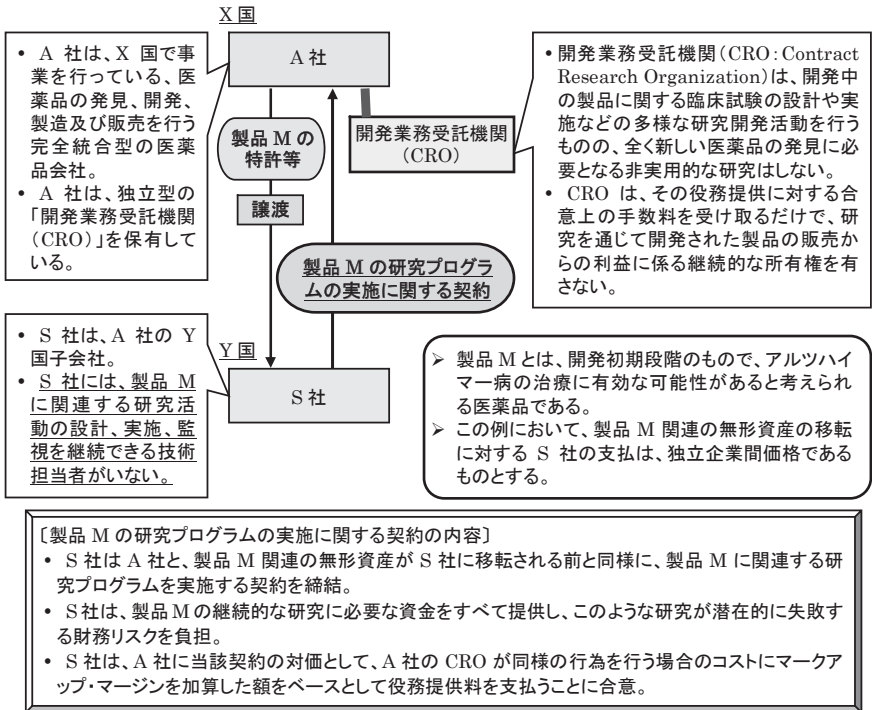 X 国
• A 社は、X 国で事
業を行っている、医
薬品の発見、開発、
製造及び販売を行う
完全統合型の医薬
品会社。
• A 社は、独立型の
「開発業務受託機関
(CRO)」を保有して
いる。
A 社
製品 M の
特許等
譲渡
開発業務受託機関
(CRO)
製品 M の研究プログラ
ムの実施に関する契約
• 開発業務受託機関(CRO:Contract
Research Organization)は、開発中
の製品に関する臨床試験の設計や実
施などの多様な研究開発活動を行う
ものの、全く新しい医薬品の発見に必
要となる非実用的な研究はしない。
• CRO は、その役務提供に対する合
意上の手数料を受け取るだけで、研
究を通じて開発された製品の販売か
らの利益に係る継続的な所有権を有
さない。
• S 社は、A 社の Y
国子会社。
• S 社には、製品 M
に関連する研究活
動の設計、実施、監
視を継続できる技術
担当者がいない。
Y 国
S 社
➢ 製品 M とは、開発初期段階のもので、アルツハイ
マー病の治療に有効な可能性があると考えられ
る医薬品である。
➢ この例において、製品 M 関連の無形資産の移転
に対する S 社の支払は、独立企業間価格である
ものとする。
〔製品 M の研究プログラムの実施に関する契約の内容〕
• S 社は A 社と、製品 M 関連の無形資産が S 社に移転される前と同様に、製品 M に関連する研
究プログラムを実施する契約を締結。
• S社は、製品Mの継続的な研究に必要な資金をすべて提供し、このような研究が潜在的に失敗す
る財務リスクを負担。
• S 社は、A 社に当該契約の対価として、A 社の CRO が同様の行為を行う場合のコストにマークア
ップ・マージンを加算した額をベースとして役務提供料を支払うことに合意。